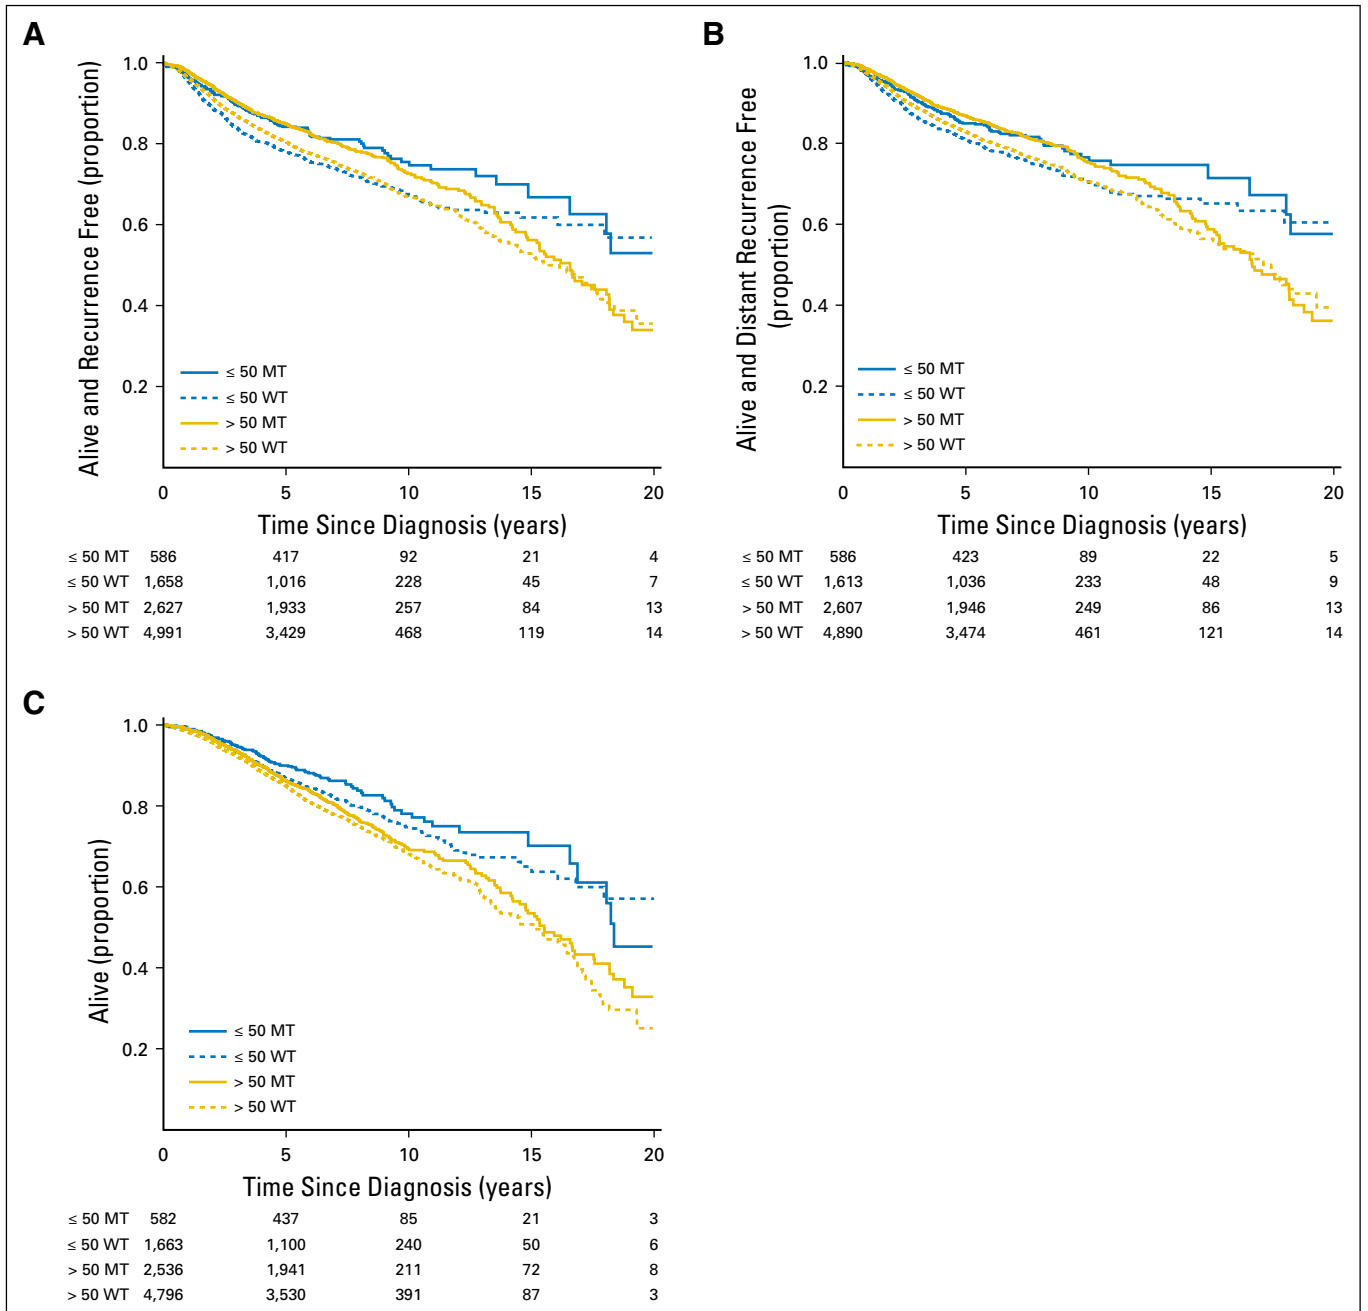 A
Alive and Recurrence Free (proportion)
1.0
0.8
0.6
0.4
0.2
≤ 50 MT
≤ 50 WT
> 50 MT
> 50 WT
0 5 10 15 20
Time Since Diagnosis (years)
≤ 50 MT 586 417 92 21 4
≤ 50 WT 1,658 1,016 228 45 7
> 50 MT 2,627 1,933 257 84 13
> 50 WT 4,991 3,429 468 119 14
B
Alive and Distant Recurrence Free
(proportion)
1.0
0.8
0.6
0.4
0.2
≤ 50 MT
≤ 50 WT
> 50 MT
> 50 WT
0 5 10 15 20
Time Since Diagnosis (years)
≤ 50 MT 586 423 89 22 5
≤ 50 WT 1,613 1,036 233 48 9
> 50 MT 2,607 1,946 249 86 13
> 50 WT 4,890 3,474 461 121 14
C
Alive (proportion)
1.0
0.8
0.6
0.4
0.2
≤ 50 MT
≤ 50 WT
> 50 MT
> 50 WT
0 5 10 15 20
Time Since Diagnosis (years)
≤ 50 MT 582 437 85 21 3
≤ 50 WT 1,663 1,100 240 50 6
> 50 MT 2,536 1,941 211 72 8
> 50 WT 4,796 3,530 391 87 3